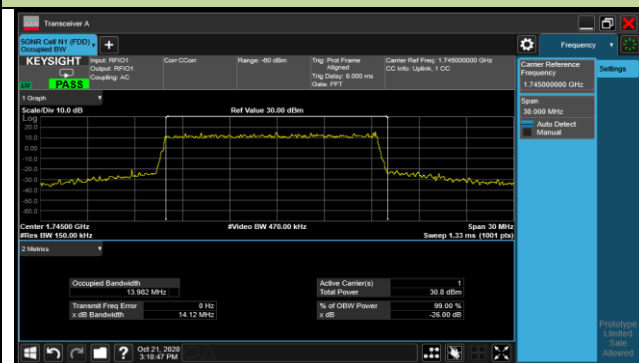 Transceiver A
5GNR Cell N1 (FDD)
Occupied BW
Frequency
KEYSIGHT
Input: RFIO1
Output: RFIO1
Coupling: AC
Corr CCorr
Range: -60 dBm
Trig: Prot Frame
Aligned
Trig Delay: 8.000 ms
Gate: FFT
Carrier Ref Freq: 1.745000000 GHz
CC Info: Uplink, 1 CC
LV
PASS
Carrier Reference
Frequency
1.745000000 GHz
Settings
Span
30.000 MHz
Auto Detect
Manual
1 Graph
Scale/Div 10.0 dB
Ref Value 30.00 dBm
Log
20.0
10.0
0.00
-10.0
-20.0
-30.0
-40.0
-50.0
-60.0
Center 1.74500 GHz
#Video BW 470.00 kHz
Span 30 MHz
#Res BW 150.00 kHz
Sweep 1.33 ms (1001 pts)
2 Metrics
Occupied Bandwidth
13.982 MHz
Active Carrier(s) 1
Total Power 30.8 dBm
Transmit Freq Error 0 Hz
x dB Bandwidth 14.12 MHz
% of OBW Power 99.00 %
x dB -26.00 dB
Prototype
Limited
Sale
Allowed
?
Oct 21, 2020
3:10:47 PM